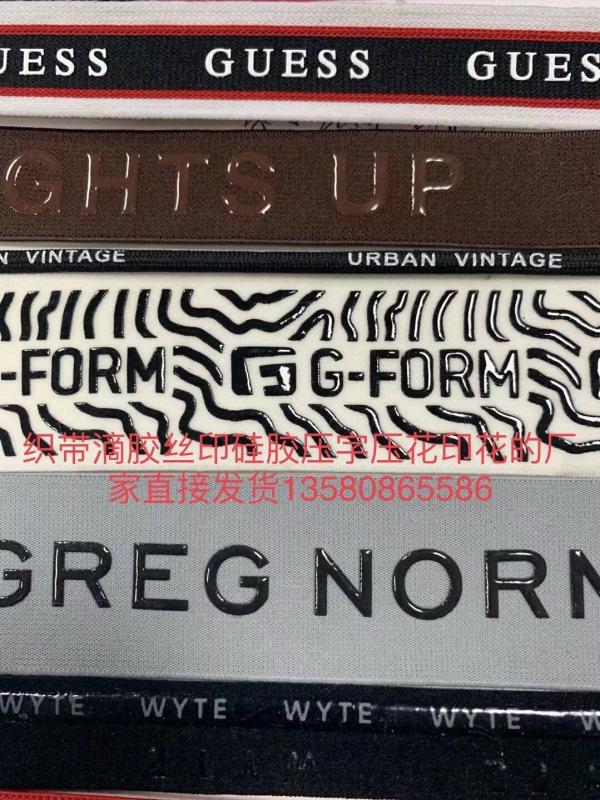 UESS GUESS GUES
GHTS UP
N VINTAGE URBAN VINTAGE
-FORM G-FORM
织带滴胶丝印硅胶压字压花印花的厂
家直接发货13580865586
GREG NORM
WYTE WYTE WYTE WYTE W